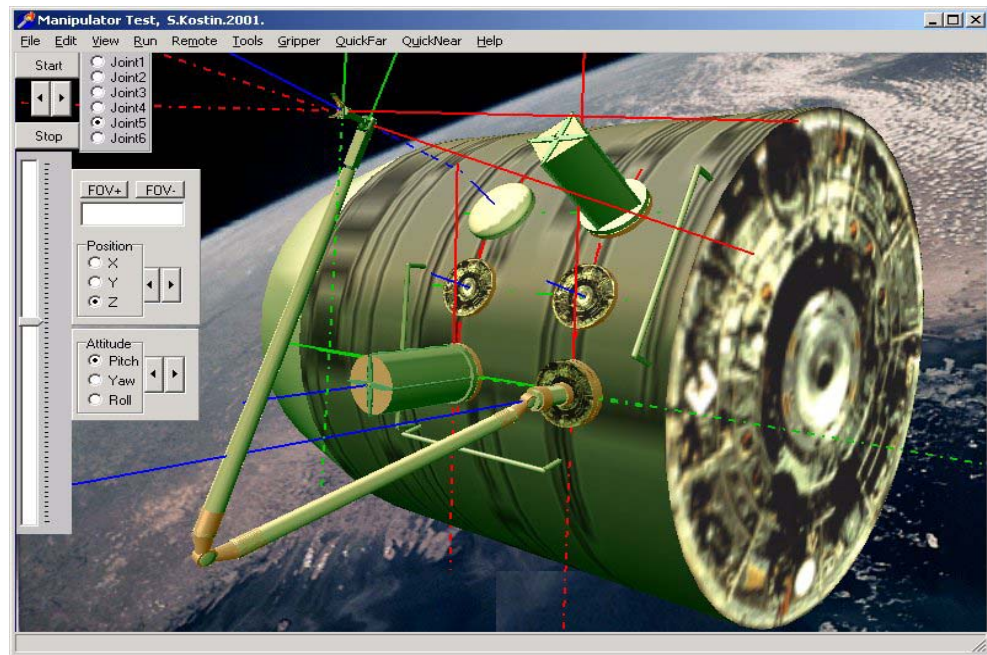 Manipulator Test, S.Kostin.2001.
File Edit View Run Remote Tools Gripper QuickFar QuickNear Help
Start
Joint1
Joint2
Joint3
Joint4
Joint5
Joint6
Stop
FOV+ FOV-
Position
X
Y
Z
Attitude
Pitch
Yaw
Roll